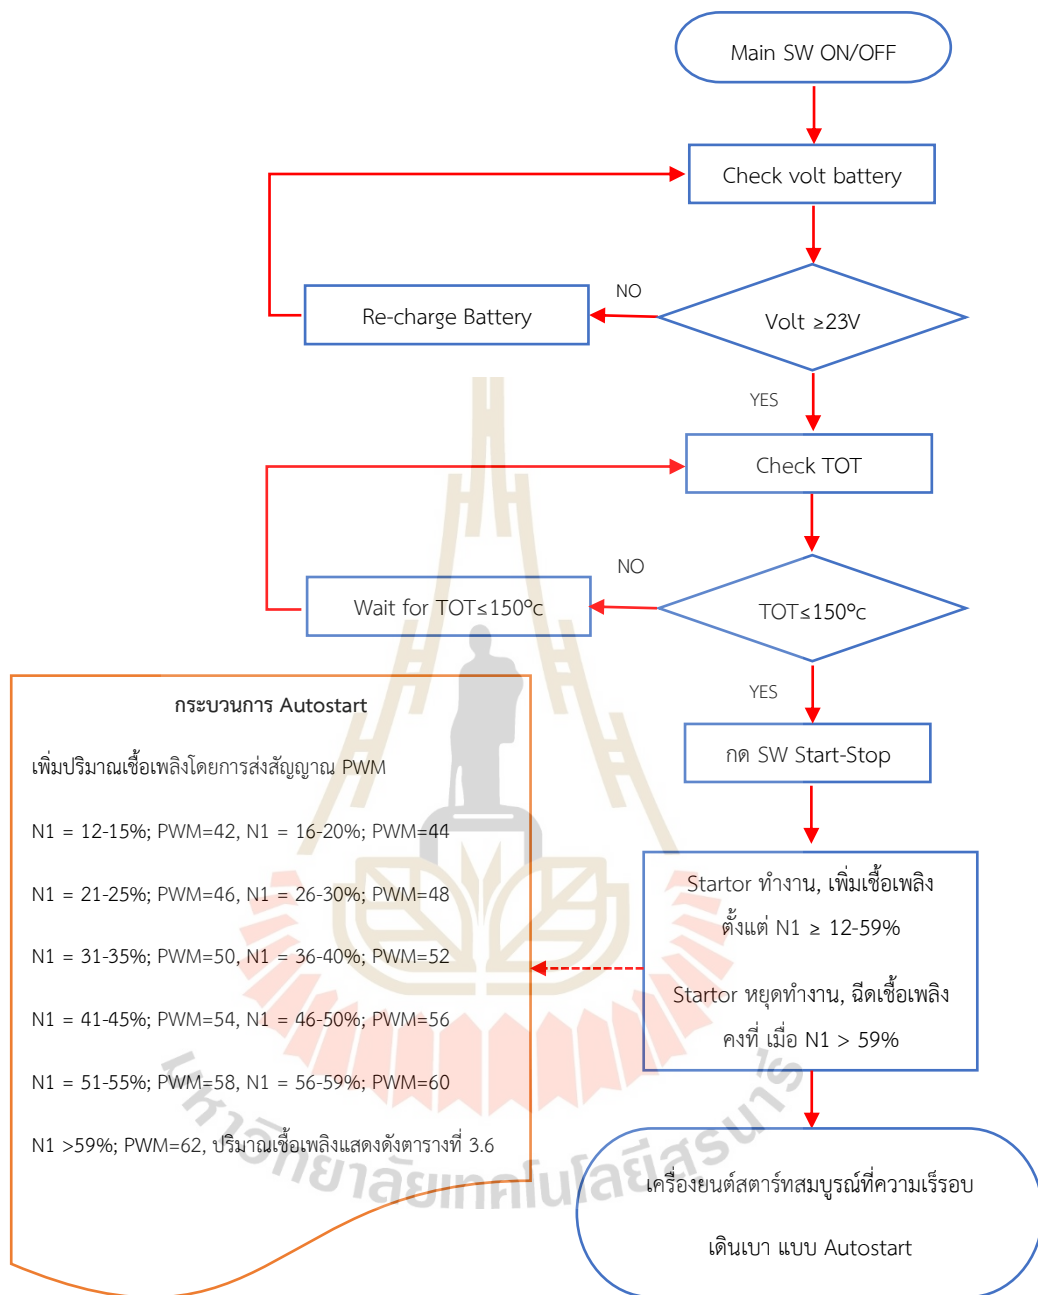 Main SW ON/OFF
Check volt battery
NO
Re-charge Battery
Volt ≥23V
YES
Check TOT
NO
Wait for TOT≤150°c
TOT≤150°c
YES
กด SW Start-Stop
กระบวนการ Autostart
เพิ่มปริมาณเชื้อเพลิงโดยการส่งสัญญาณ PWM
N1 = 12-15%; PWM=42, N1 = 16-20%; PWM=44
N1 = 21-25%; PWM=46, N1 = 26-30%; PWM=48
N1 = 31-35%; PWM=50, N1 = 36-40%; PWM=52
N1 = 41-45%; PWM=54, N1 = 46-50%; PWM=56
N1 = 51-55%; PWM=58, N1 = 56-59%; PWM=60
N1 >59%; PWM=62, ปริมาณเชื้อเพลิงแสดงดังตารางที่ 3.6
Startor ทำงาน, เพิ่มเชื้อเพลิง
ตั้งแต่ N1 ≥ 12-59%
Startor หยุดทำงาน, ฉีดเชื้อเพลิง
คงที่ เมื่อ N1 > 59%
เครื่องยนต์สตาร์ทสมบูรณ์ที่ความเร็รอบ
เดินเบา แบบ Autostart
มหาวิทยาลัยเทคโนโลยีสุรนารี